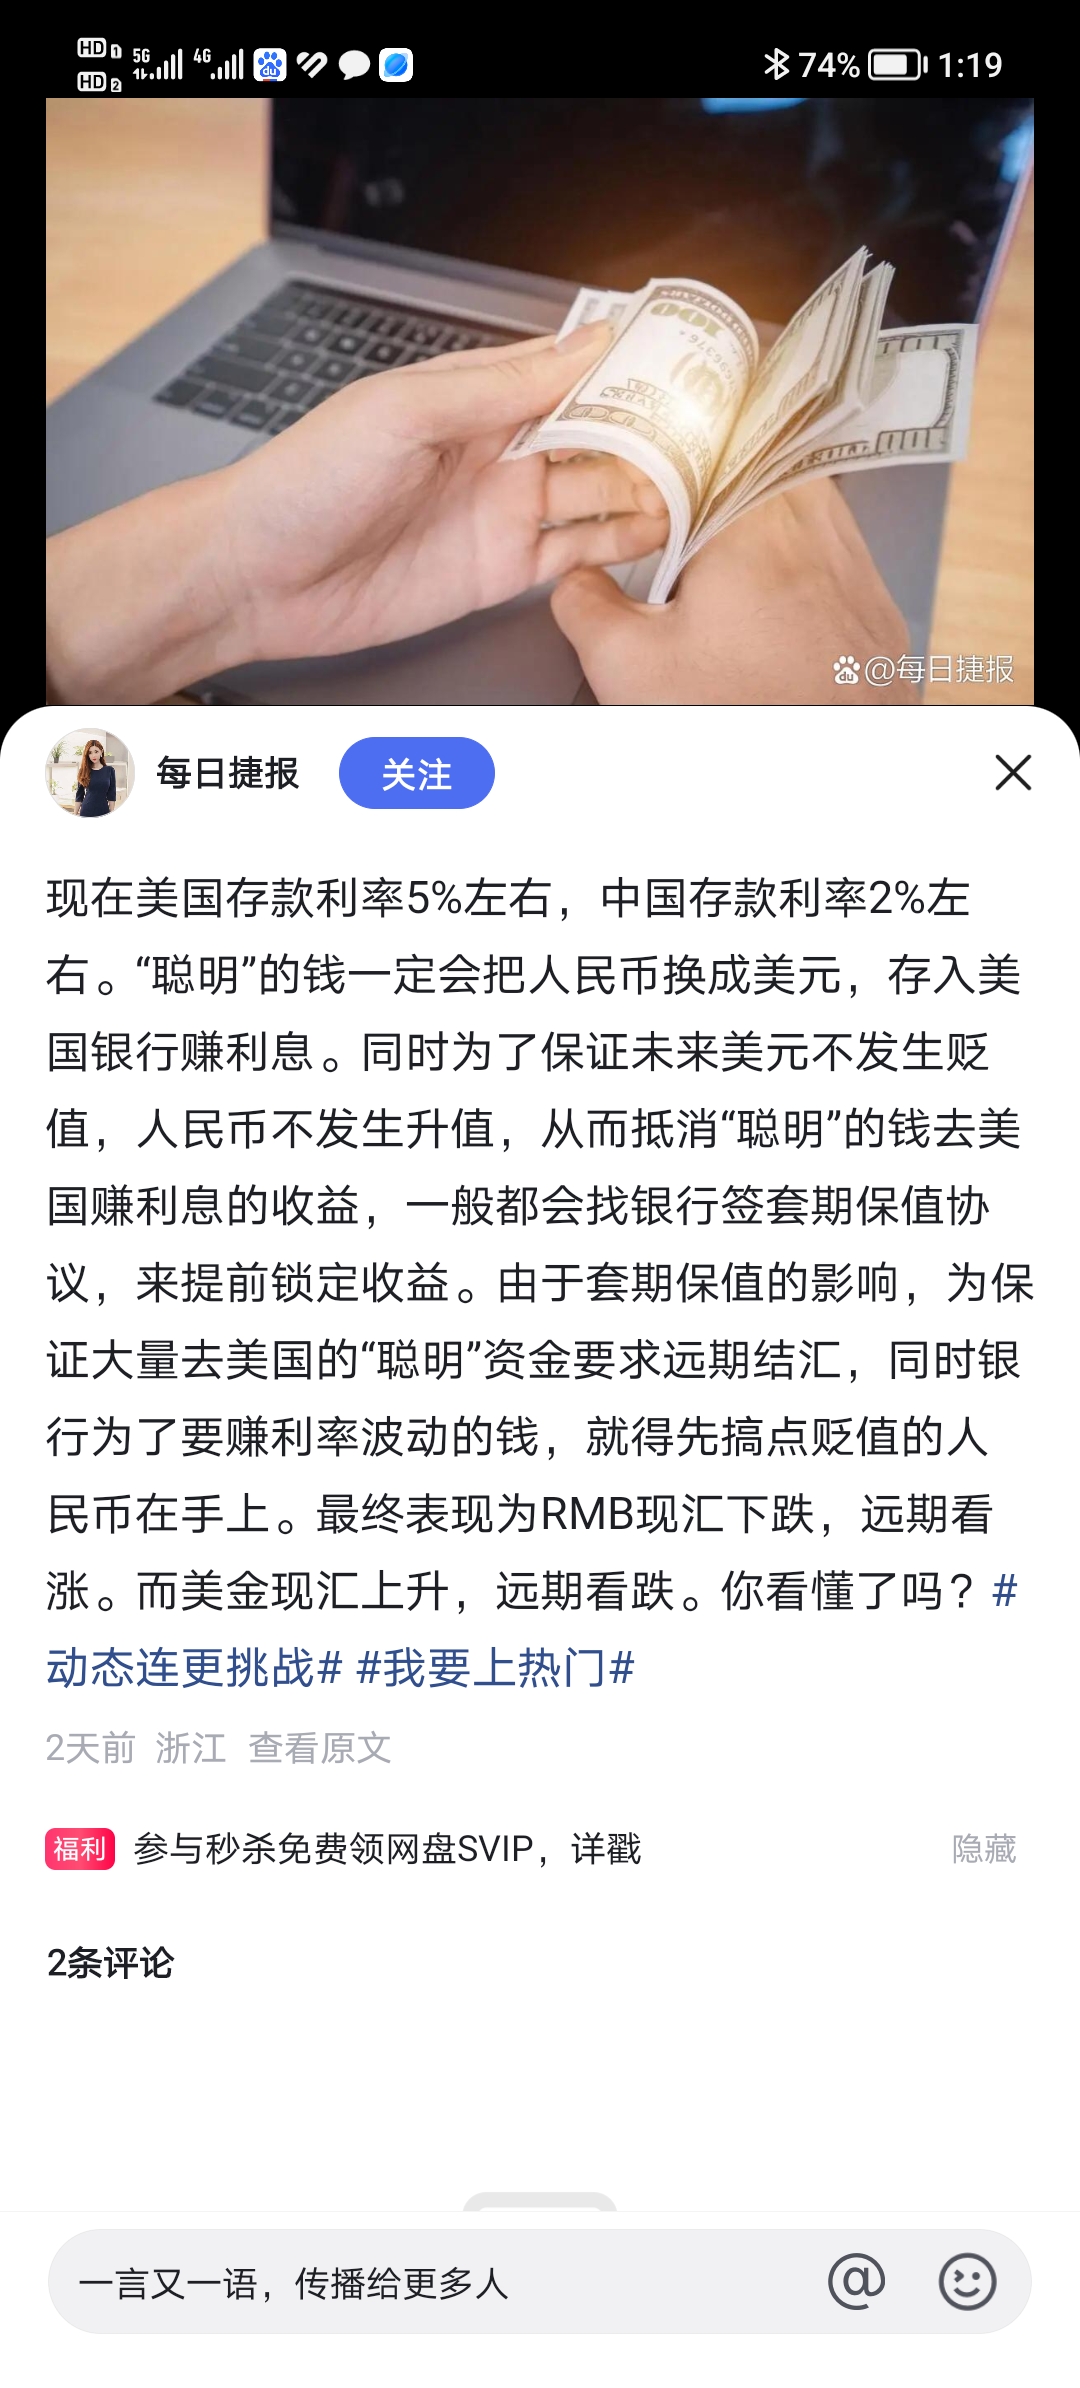 HD 1 5G 4G 74% 1:19
HD 2
100
du @每日捷报
每日捷报 关注
现在美国存款利率5%左右，中国存款利率2%左
右。“聪明”的钱一定会把人民币换成美元，存入美
国银行赚利息。同时为了保证未来美元不发生贬
值，人民币不发生升值，从而抵消“聪明”的钱去美
国赚利息的收益，一般都会找银行签套期保值协
议，来提前锁定收益。由于套期保值的影响，为保
证大量去美国的“聪明”资金要求远期结汇，同时银
行为了要赚利率波动的钱，就得先搞点贬值的人
民币在手上。最终表现为RMB现汇下跌，远期看
涨。而美金现汇上升，远期看跌。你看懂了吗？#
动态连更挑战# #我要上热门#
2天前 浙江 查看原文
福利 参与秒杀免费领网盘SVIP，详戳 隐藏
2条评论
一言又一语，传播给更多人 @